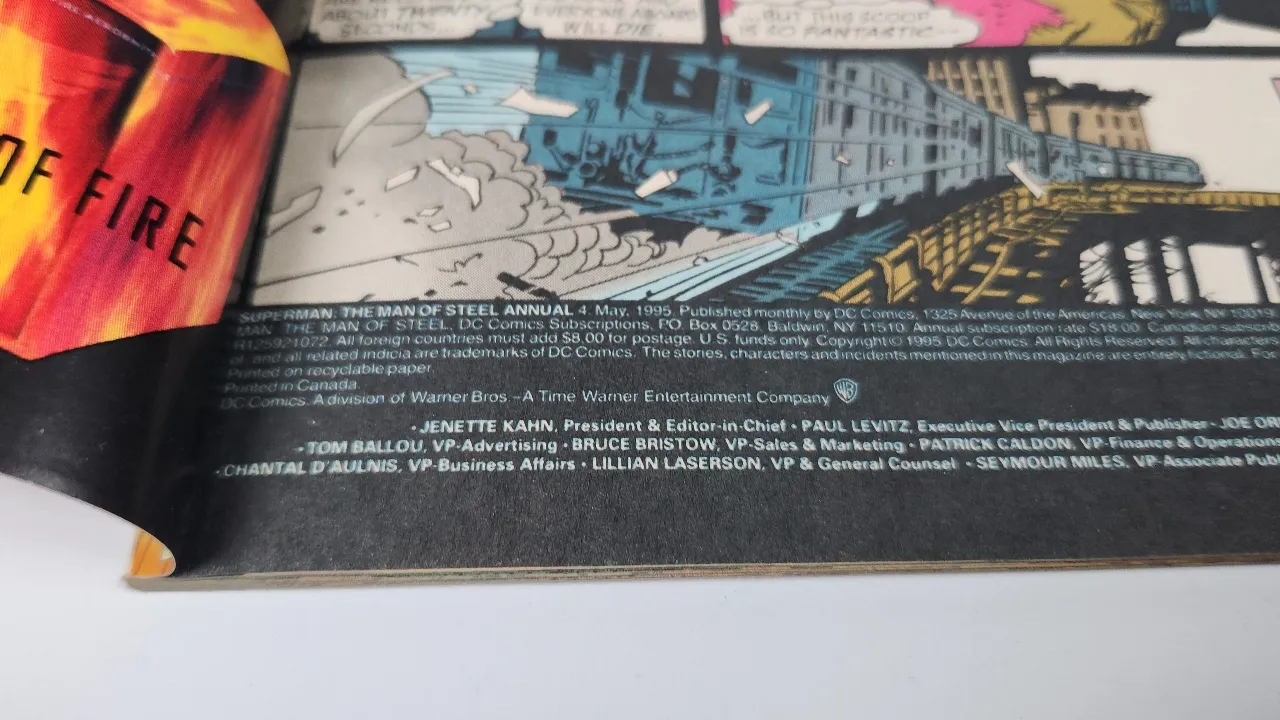 ABOUT TWENTY
SECONDS...
EVERYONE ABOARD
WILL DIE.
...BUT THIS SCOOP
IS SO FANTASTIC--
OF FIRE
SUPERMAN: THE MAN OF STEEL ANNUAL 4. May, 1995. Published monthly by DC Comics, 1325 Avenue of the Americas, New York, NY
MAN: THE MAN OF STEEL, DC Comics Subscriptions, P.O. Box 0528, Baldwin, NY 11510. Annual subscription rate $18.00. Canadian
R125921072. All foreign countries must add $8.00 for postage. U.S. funds only. Copyright © 1995 DC Comics. All Rights Reserved. All characters,
and all related indicia are trademarks of DC Comics. The stories, characters and incidents mentioned in this magazine are entirely fictional. For
Printed on recyclable paper.
Printed in Canada.
DC Comics. A division of Warner Bros.–A Time Warner Entertainment Company
WB
• JENETTE KAHN, President & Editor-in-Chief • PAUL LEVITZ, Executive Vice President & Publisher • JOE OR
• TOM BALLOU, VP-Advertising • BRUCE BRISTOW, VP-Sales & Marketing • PATRICK CALDON, VP-Finance & Operations
• CHANTAL D'AULNIS, VP-Business Affairs • LILLIAN LASERSON, VP & General Counsel • SEYMOUR MILES, VP-Associate Publ